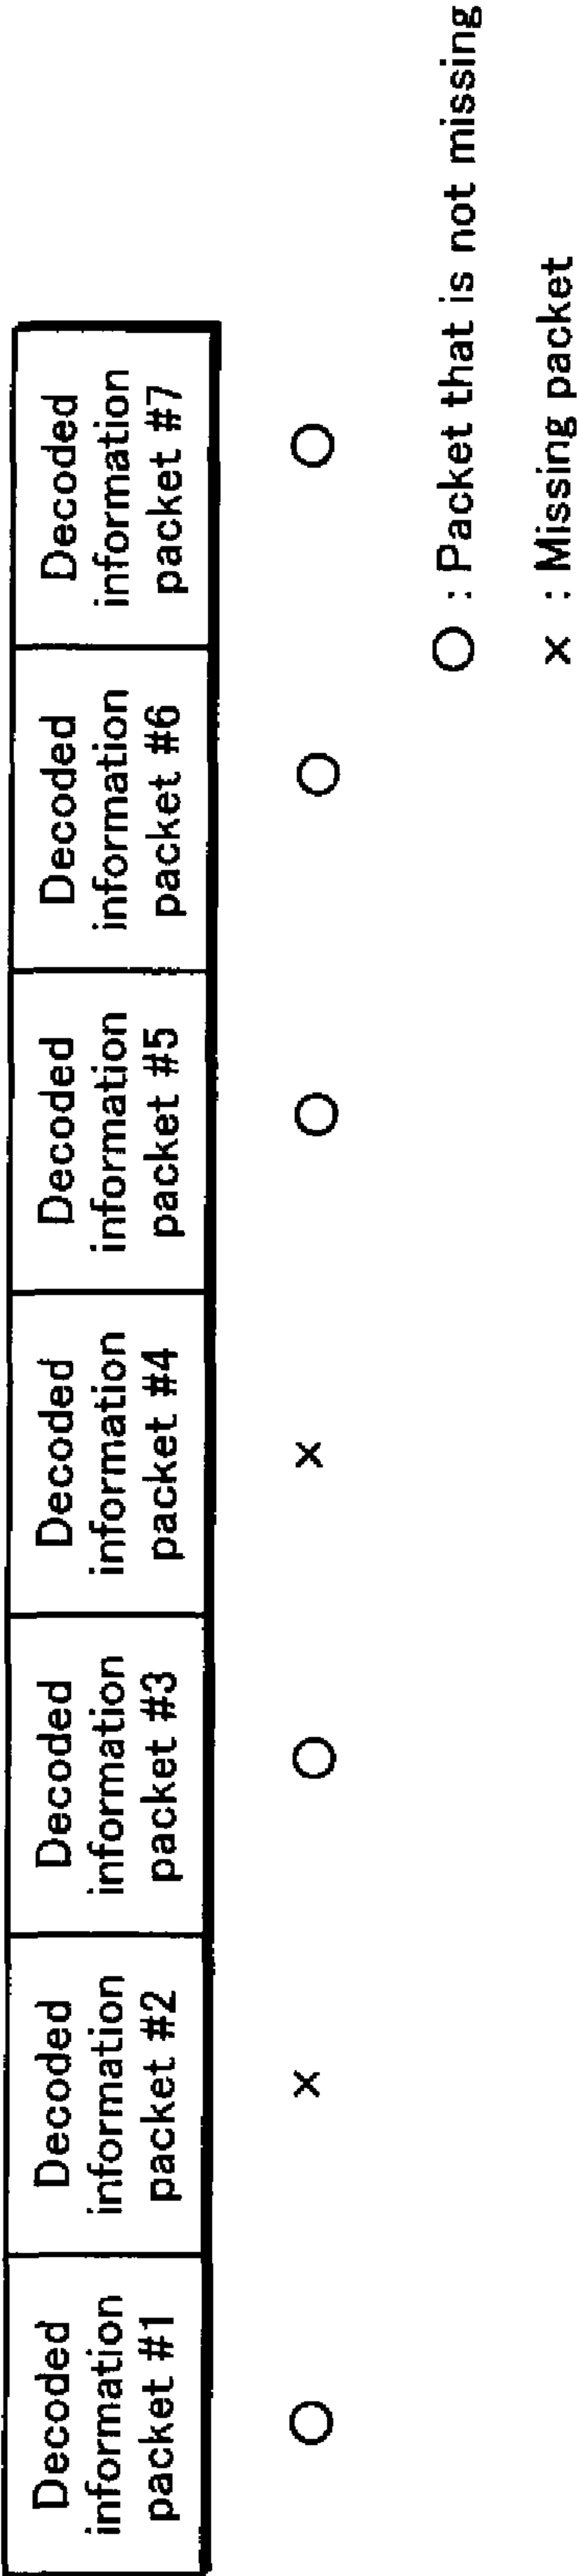 Decoded
information
packet #1
Decoded
information
packet #2
Decoded
information
packet #3
Decoded
information
packet #4
Decoded
information
packet #5
Decoded
information
packet #6
Decoded
information
packet #7
○ × ○ × ○ ○ ○
○ : Packet that is not missing
× : Missing packet